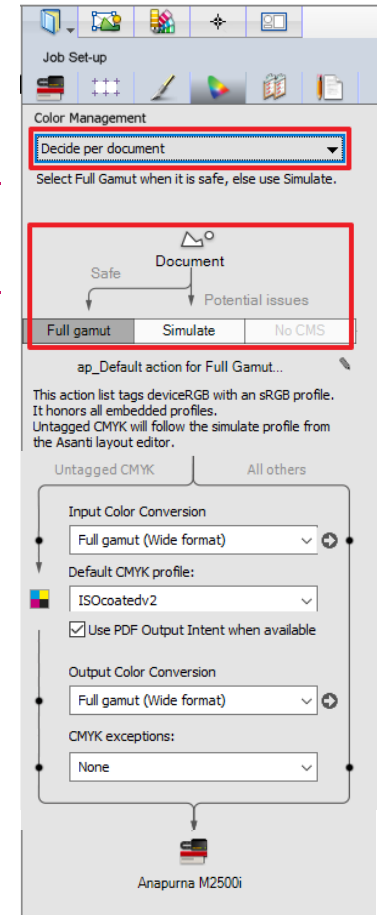 Job Set-up
Color Management
Decide per document
Select Full Gamut when it is safe, else use Simulate.
Document
Safe
Potential issues
Full gamut Simulate No CMS
ap_Default action for Full Gamut...
This action list tags deviceRGB with an sRGB profile.
It honors all embedded profiles.
Untagged CMYK will follow the simulate profile from
the Asanti layout editor.
Untagged CMYK All others
Input Color Conversion
Full gamut (Wide format)
Default CMYK profile:
ISOcoatedv2
Use PDF Output Intent when available
Output Color Conversion
Full gamut (Wide format)
CMYK exceptions:
None
Anapurna M2500i